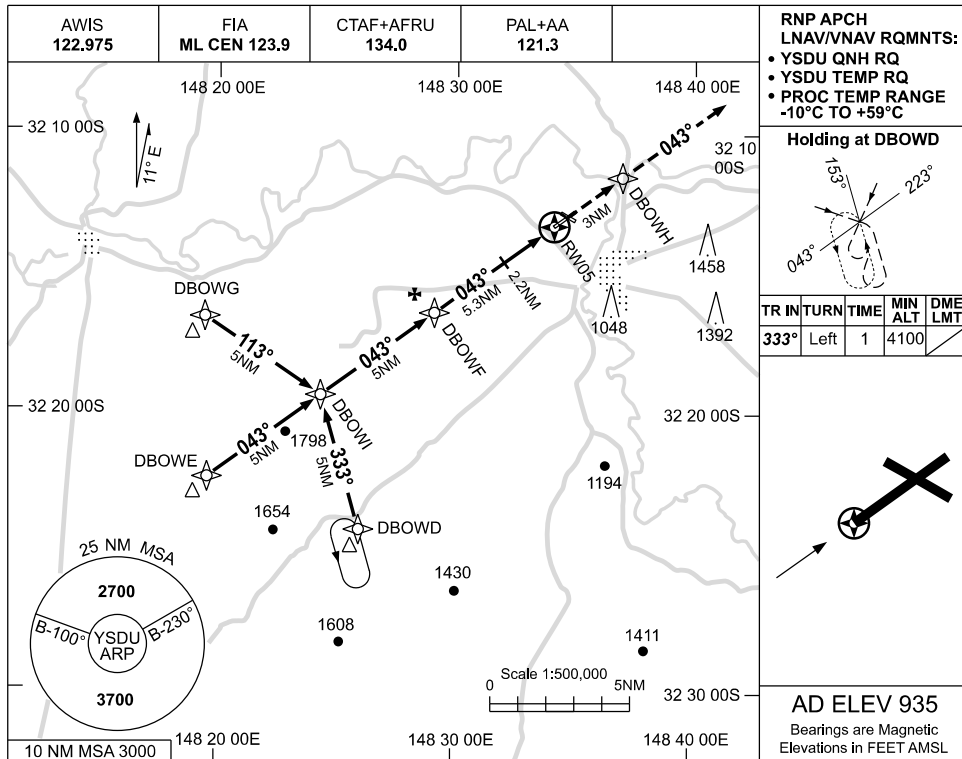 AWIS
122.975
FIA
ML CEN 123.9
CTAF+AFRU
134.0
PAL+AA
121.3
RNP APCH
LNAV/VNAV RQMNTS:
• YSDU QNH RQ
• YSDU TEMP RQ
• PROC TEMP RANGE
-10°C TO +59°C
148 20 00E
148 30 00E
148 40 00E
32 10 00S
32 10
00S
11° E
043°
DBOWH
3NM
RW05
2.2NM
043°
5.3NM
DBOWF
043°
5NM
DBOWG
113°
5NM
DBOWI
1458
1048
1392
32 20 00S
32 20 00S
DBOWE
043°
5NM
1798
333°
5NM
1194
1654
DBOWD
1430
1608
1411
25 NM MSA
2700
B-100°
B-230°
YSDU
ARP
3700
10 NM MSA 3000
Scale 1:500,000
0
5NM
32 30 00S
148 20 00E
148 30 00E
148 40 00E
Holding at DBOWD
153°
223°
043°
TR IN
TURN
TIME
MIN
ALT
DME
LMT
333°
Left
1
4100
AD ELEV 935
Bearings are Magnetic
Elevations in FEET AMSL